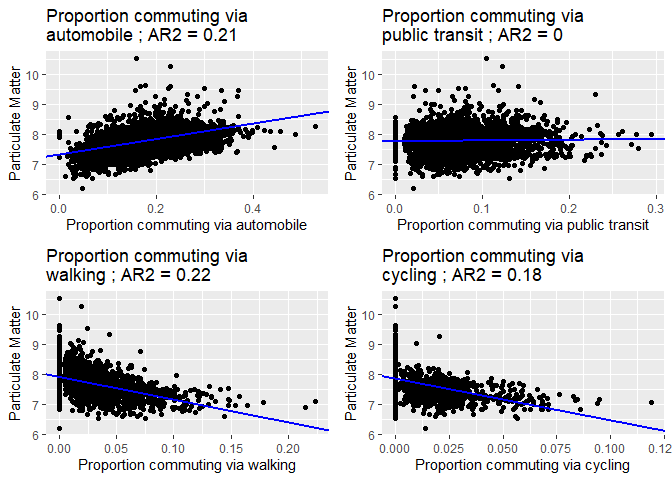 Proportion commuting via
automobile ; AR2 = 0.21
Particulate Matter
10
9
8
7
6
0.0
0.2
0.4
Proportion commuting via automobile
Proportion commuting via
public transit ; AR2 = 0
Particulate Matter
10
9
8
7
6
0.0
0.1
0.2
0.3
Proportion commuting via public transit
Proportion commuting via
walking ; AR2 = 0.22
Particulate Matter
10
9
8
7
6
0.00
0.05
0.10
0.15
0.20
Proportion commuting via walking
Proportion commuting via
cycling ; AR2 = 0.18
Particulate Matter
10
9
8
7
6
0.000
0.025
0.050
0.075
0.100
0.125
Proportion commuting via cycling